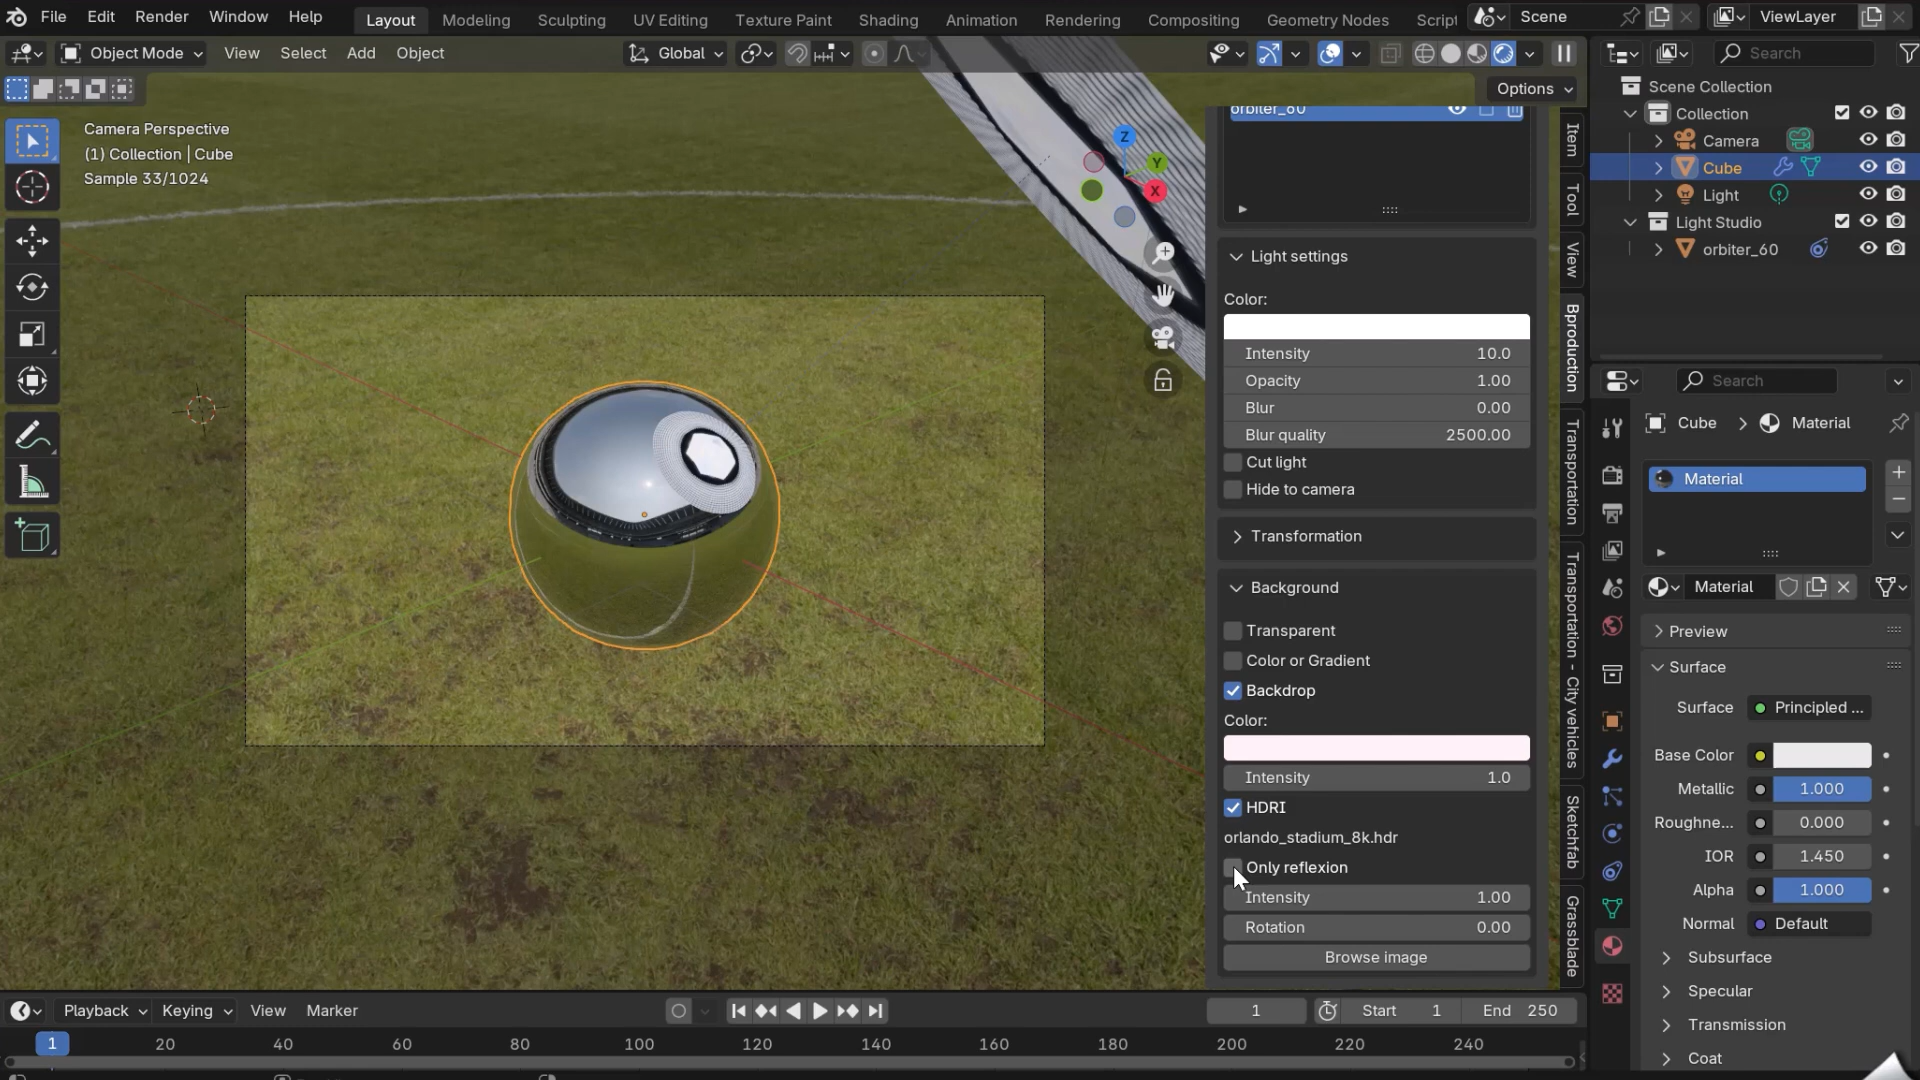 File Edit Render Window Help Layout Modeling Sculpting UV Editing Texture Paint Shading Animation Rendering Compositing Geometry Nodes Script Scene ViewLayer
Object Mode View Select Add Object Global Search
Options
Camera Perspective
(1) Collection | Cube
Sample 33/1024
Z
Y
X
orbiter_60
Light settings
Color:
Intensity 10.0
Opacity 1.00
Blur 0.00
Blur quality 2500.00
Cut light
Hide to camera
Transformation
Background
Transparent
Color or Gradient
Backdrop
Color:
Intensity 1.0
HDRI
orlando_stadium_8k.hdr
Only reflexion
Intensity 1.00
Rotation 0.00
Browse image
Item
Tool
View
Bproduction
Transportation
Transportation - City vehicles
Sketchfab
Grassblade
Scene Collection
Collection
Camera
Cube
Light
Light Studio
orbiter_60
Search
Cube Material
Material
Material
Preview
Surface
Surface Principled ...
Base Color
Metallic 1.000
Roughne... 0.000
IOR 1.450
Alpha 1.000
Normal Default
Subsurface
Specular
Transmission
Coat
Playback Keying View Marker 1 Start 1 End 250
1 20 40 60 80 100 120 140 160 180 200 220 240